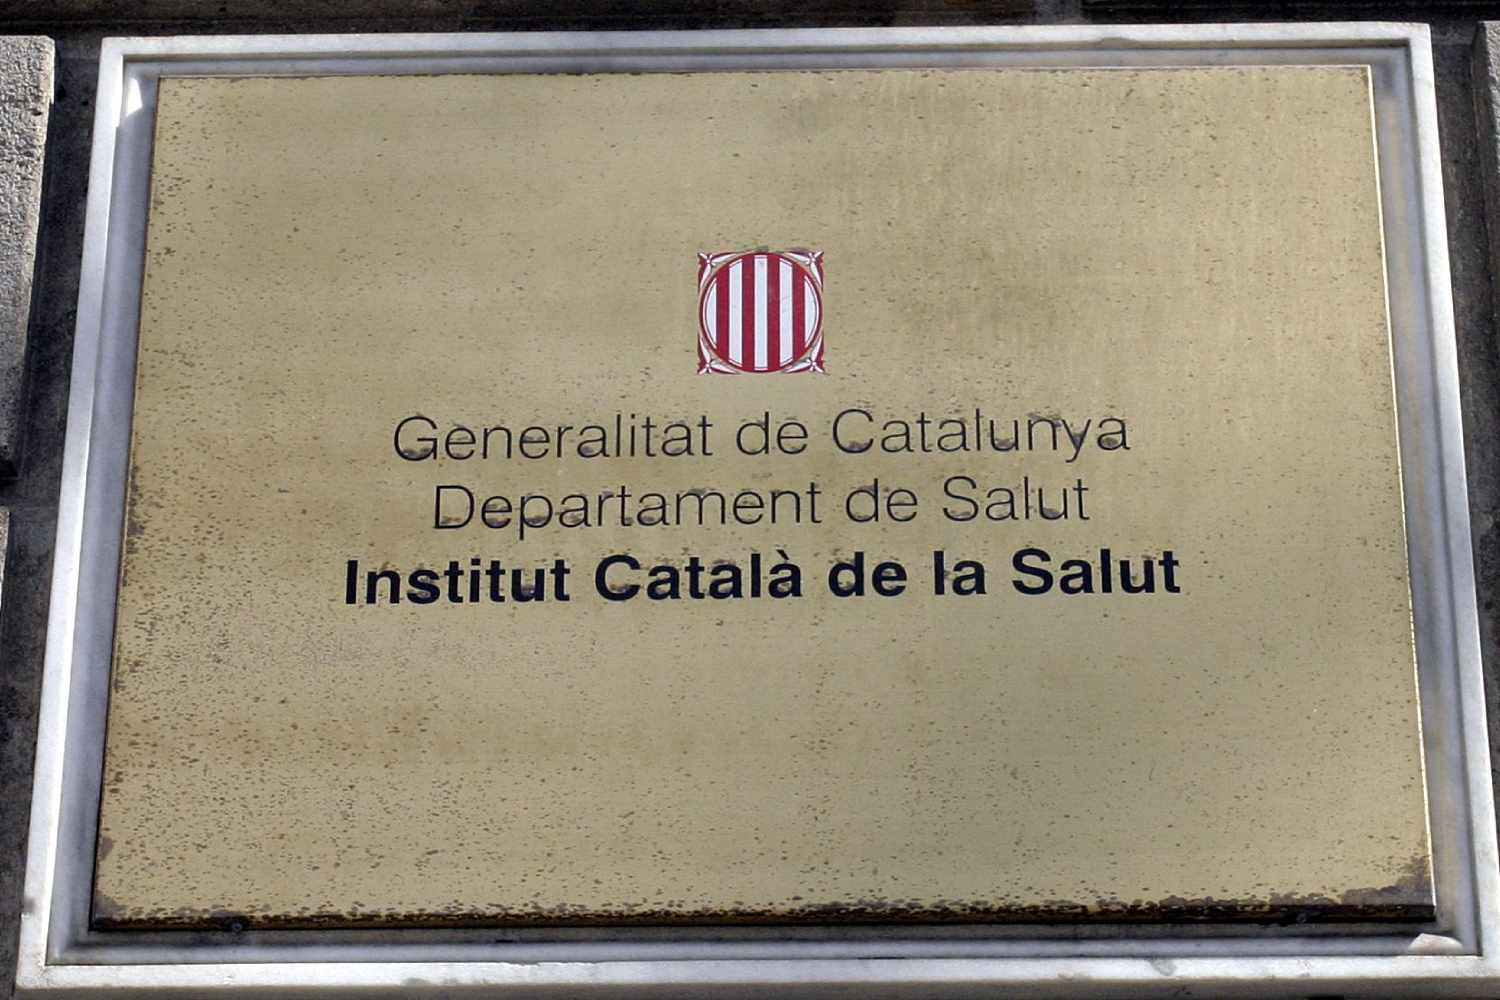 Generalitat de Catalunya
Departament de Salut
Institut Català de la Salut